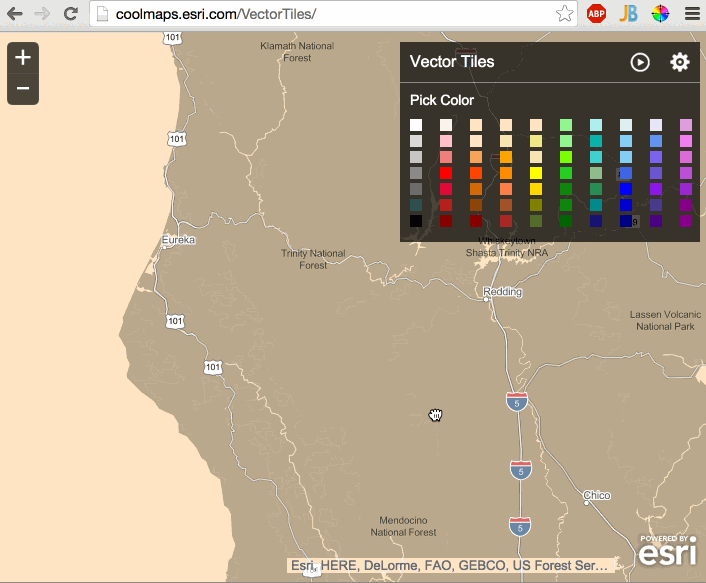 coolmaps.esri.com/VectorTiles/
ABP
JB
+
−
Vector Tiles
Pick Color
101
Klamath National
Forest
101
Eureka
Trinity National
Forest
Whiskeytown
Shasta Trinity NRA
Redding
101
Lassen Volcanic
National Park
101
5
5
Chico
Mendocino
National Forest
5
POWERED BY
esri
Esri, HERE, DeLorme, FAO, GEBCO, US Forest Ser...